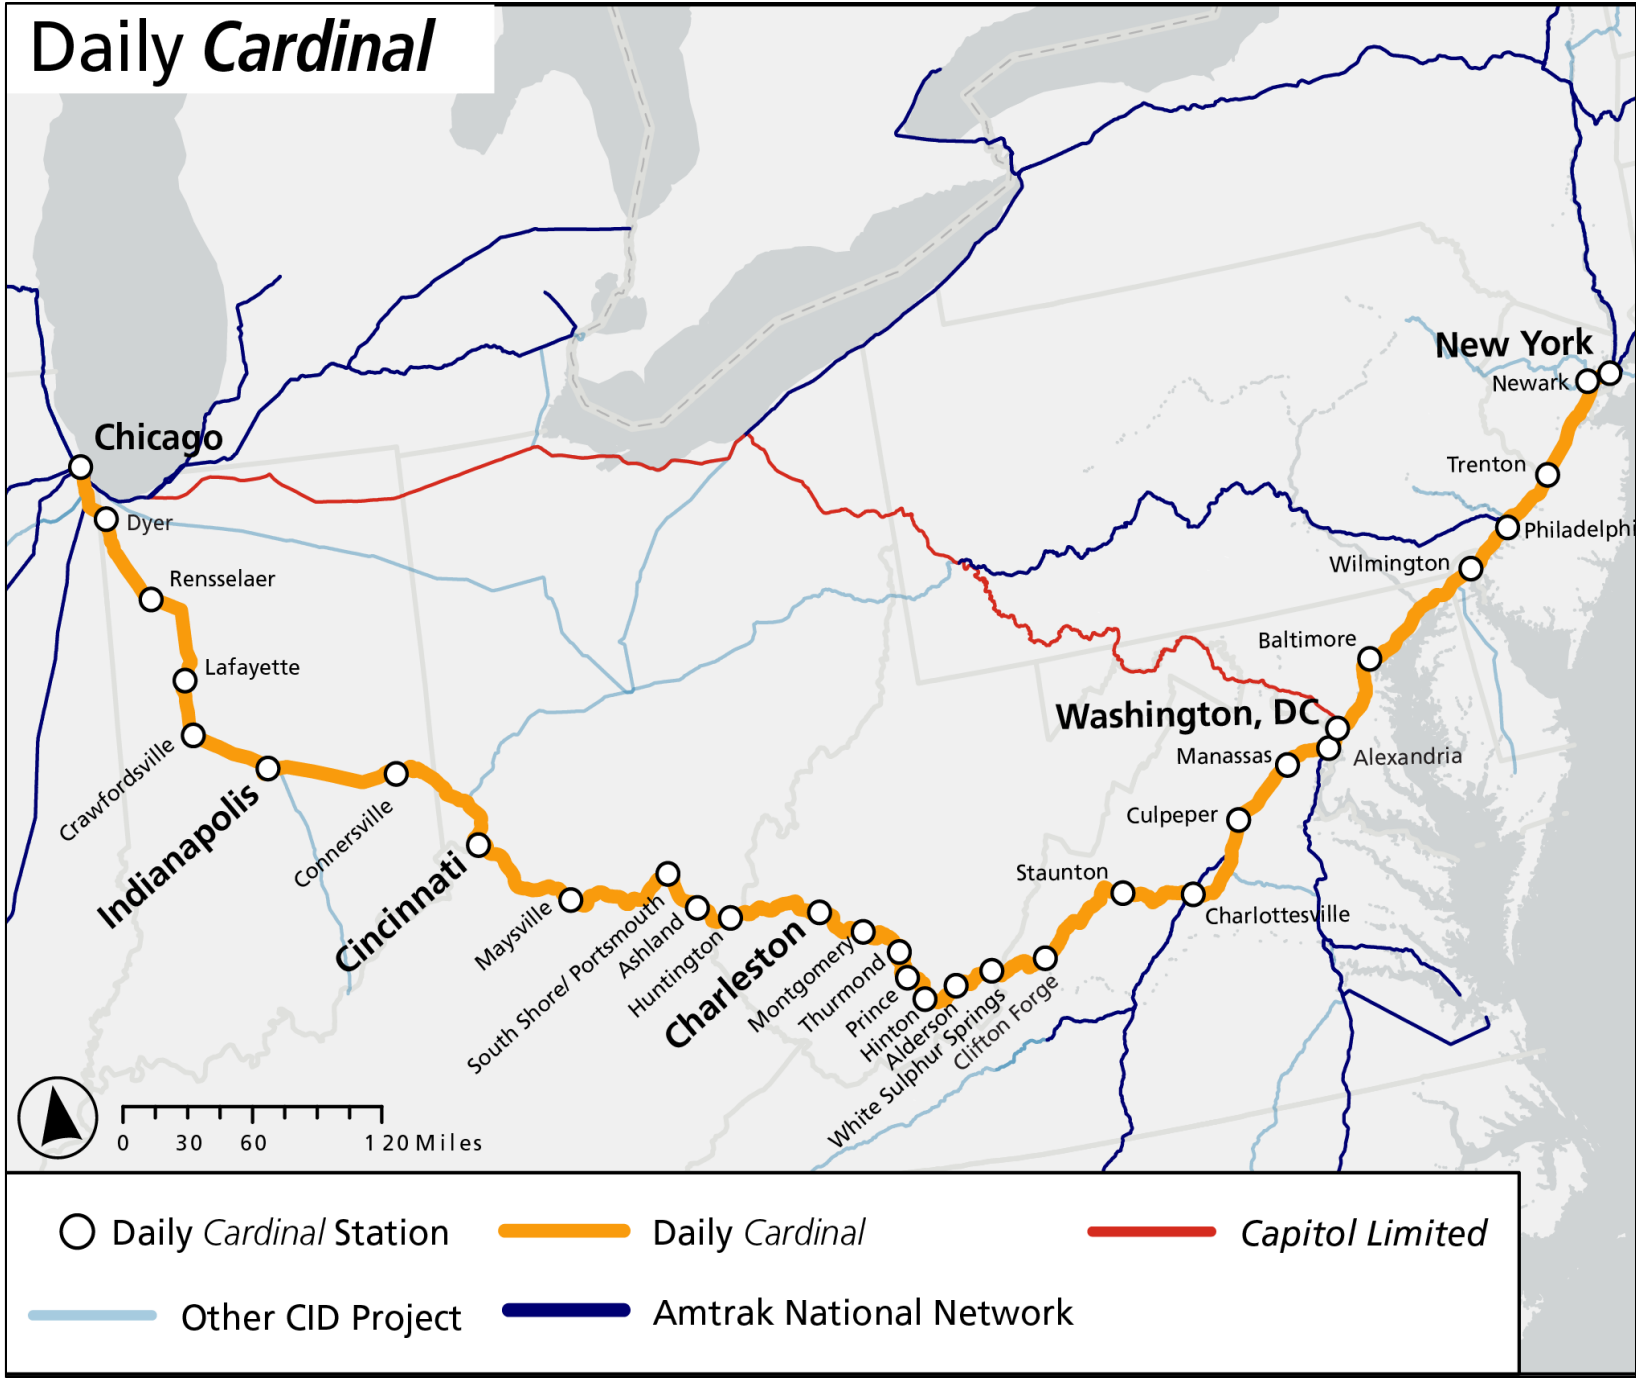 Daily Cardinal
New York
Newark
Chicago
Trenton
Dyer
Philadelphi
Wilmington
Rensselaer
Baltimore
Lafayette
Washington, DC
Manassas
Alexandria
Crawfordsville
Indianapolis
Connersville
Culpeper
Cincinnati
Staunton
Charlottesville
Maysville
South Shore/ Portsmouth
Ashland
Huntington
Charleston
Montgomery
Thurmond
Prince
Hinton
Alderson
White Sulphur Springs
Clifton Forge
0 30 60 120 Miles
Daily Cardinal Station
Daily Cardinal
Capitol Limited
Other CID Project
Amtrak National Network